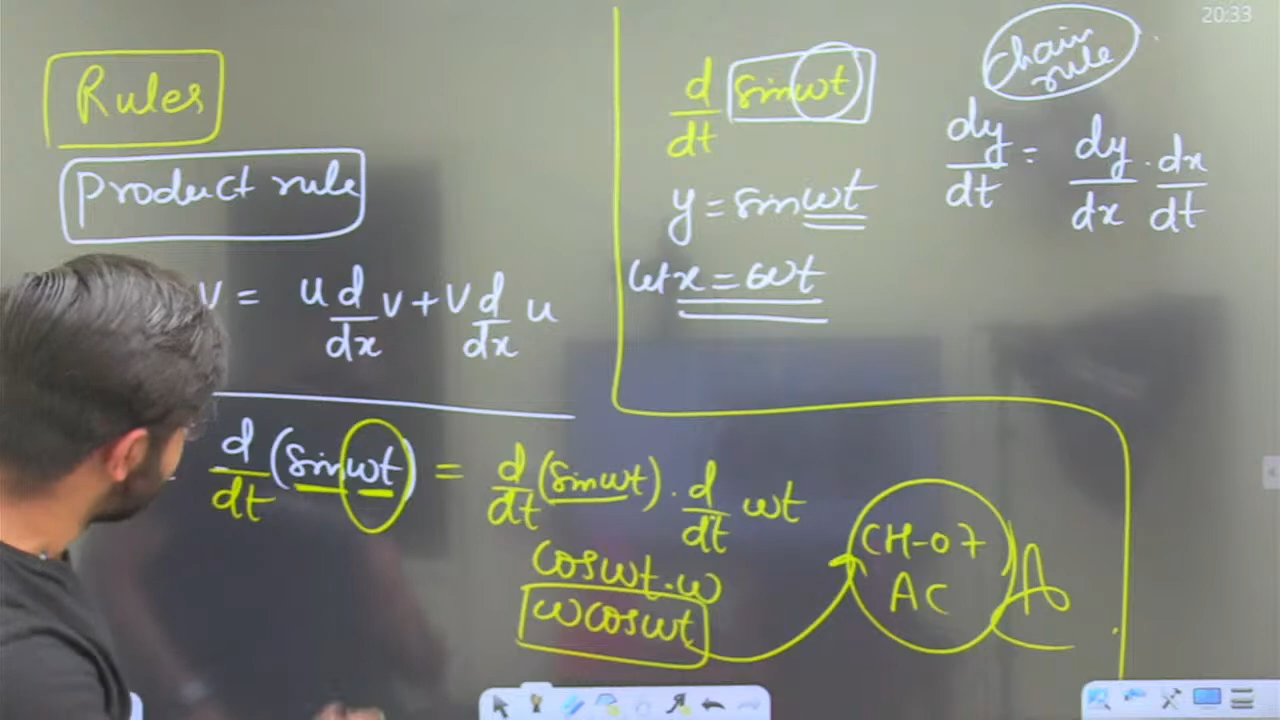 20:33
Rules
Product rule
V = u d/dx v + v d/dx u
d/dt (sinωt) = d/dt (sinωt) . d/dt ωt
cosωt.ω
ωcosωt
d/dt sinωt
y = sinωt
let x = ωt
chain rule
dy/dt = dy/dx . dx/dt
CH-07
AC